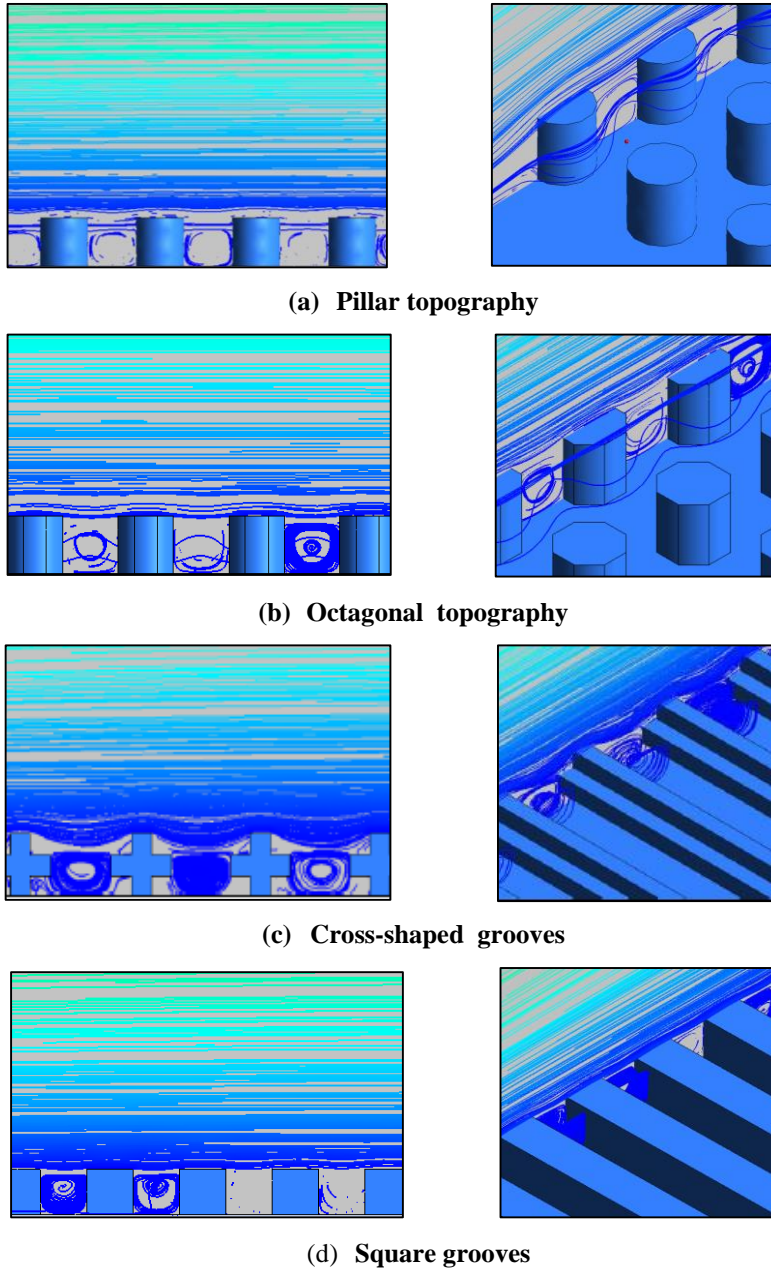 (a) Pillar topography
(b) Octagonal topography
(c) Cross-shaped grooves
(d) Square grooves